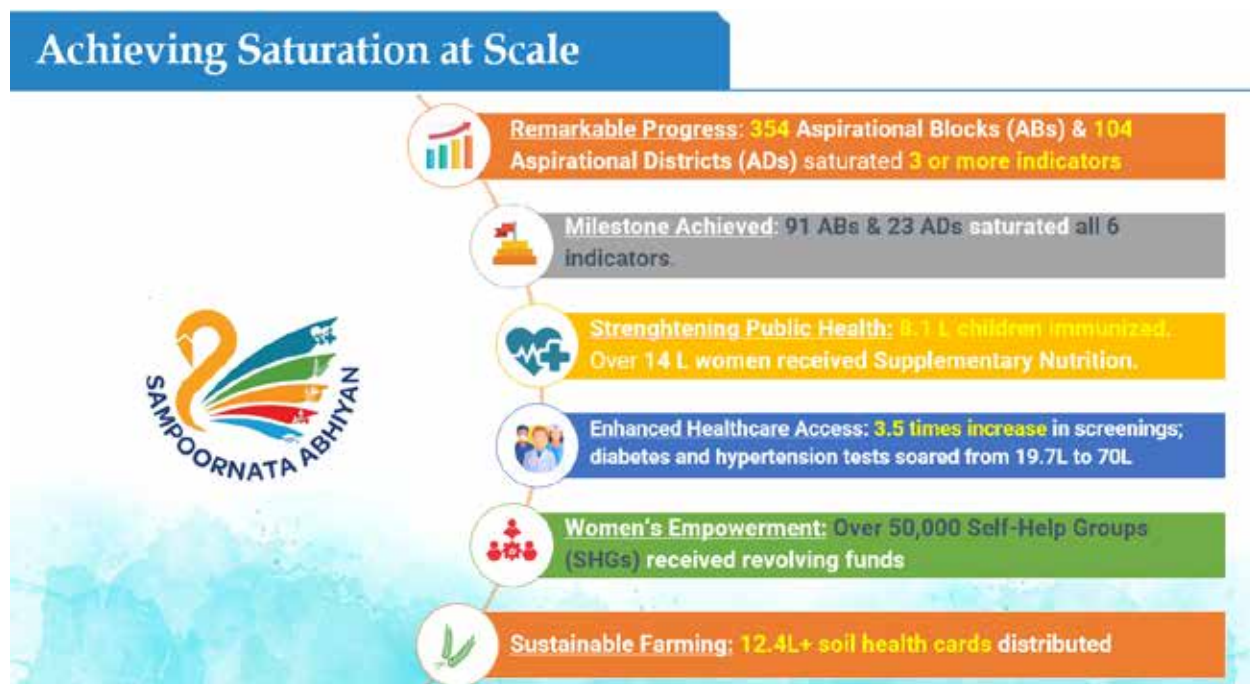 Achieving Saturation at Scale
Remarkable Progress: 354 Aspirational Blocks (ABs) & 104
Aspirational Districts (ADs) saturated 3 or more indicators
Milestone Achieved: 91 ABs & 23 ADs saturated all 6
indicators.
Strenghtening Public Health: 8.1 L children immunized.
Over 14 L women received Supplementary Nutrition.
Enhanced Healthcare Access: 3.5 times increase in screenings;
diabetes and hypertension tests soared from 19.7L to 70L
Women's Empowerment: Over 50,000 Self-Help Groups
(SHGs) received revolving funds
Sustainable Farming: 12.4L+ soil health cards distributed
SAMPOORNATA ABHIYAN